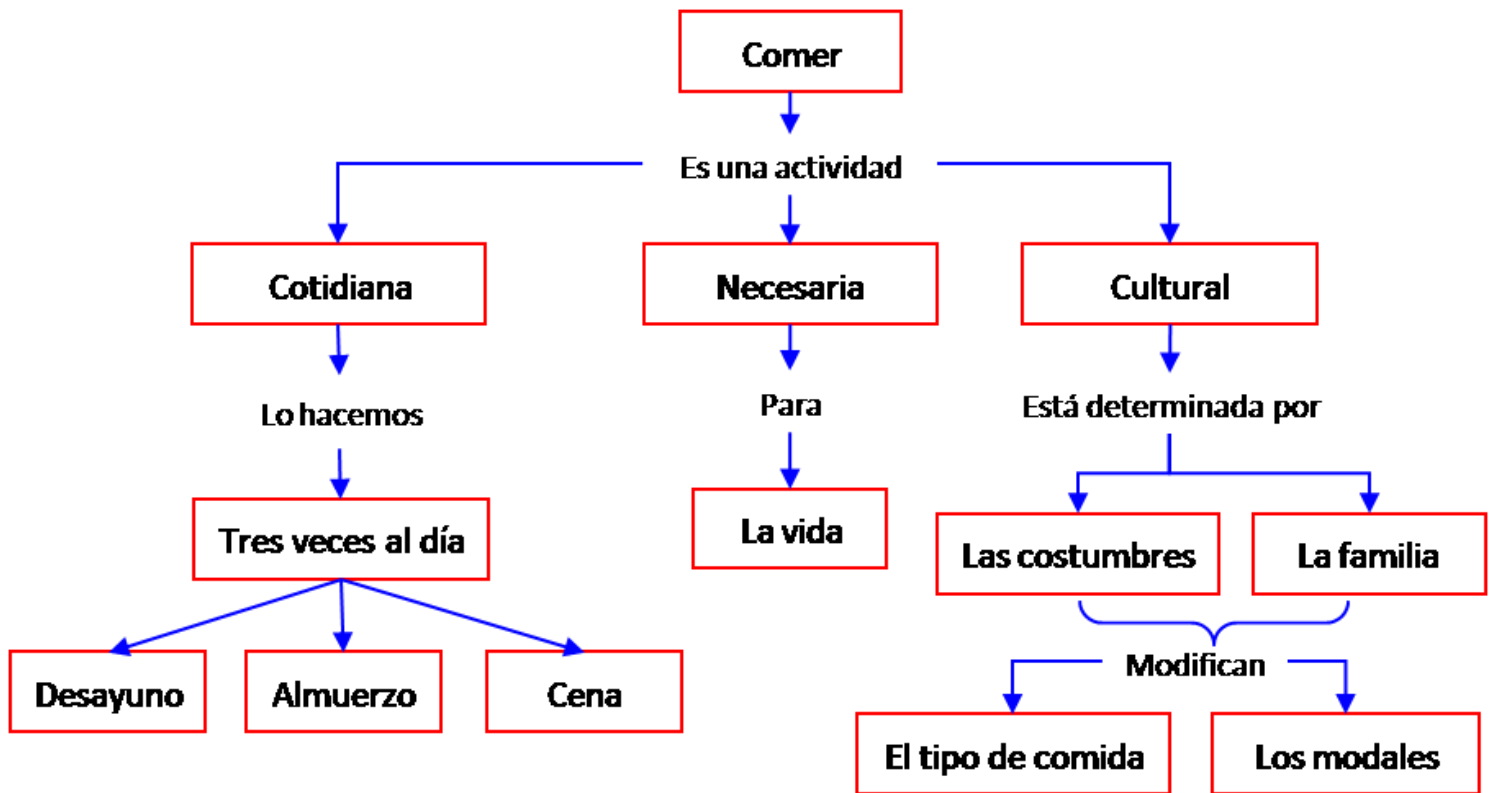 Comer
Es una actividad
Cotidiana
Necesaria
Cultural
Lo hacemos
Para
Está determinada por
Tres veces al día
La vida
Las costumbres
La familia
Desayuno
Almuerzo
Cena
Modifican
El tipo de comida
Los modales